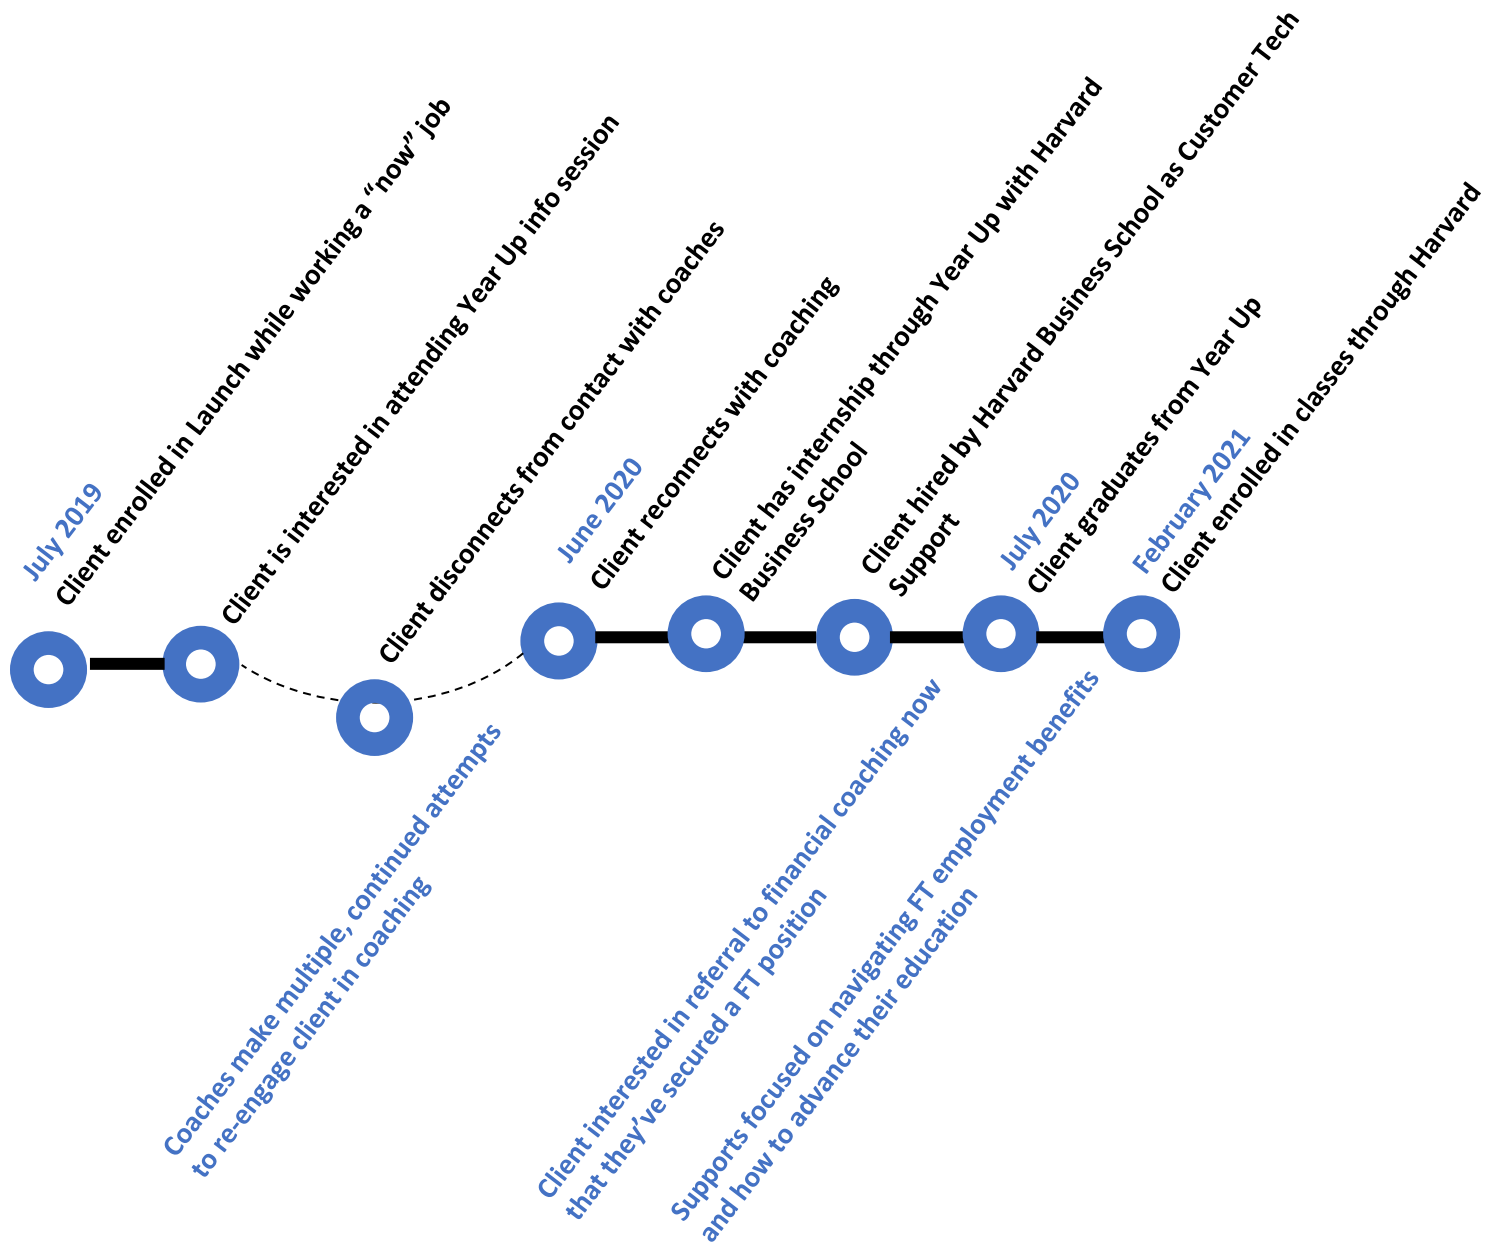 July 2019
Client enrolled in Launch while working a “now” job
Client is interested in attending Year Up info session
Client disconnects from contact with coaches
June 2020
Client reconnects with coaching
Client has internship through Year Up with Harvard
Business School
Client hired by Harvard Business School as Customer Tech
Support
July 2020
Client graduates from Year Up
February 2021
Client enrolled in classes through Harvard
Coaches make multiple, continued attempts
to re-engage client in coaching
Client interested in referral to financial coaching now
that they’ve secured a FT position
Supports focused on navigating FT employment benefits
and how to advance their education